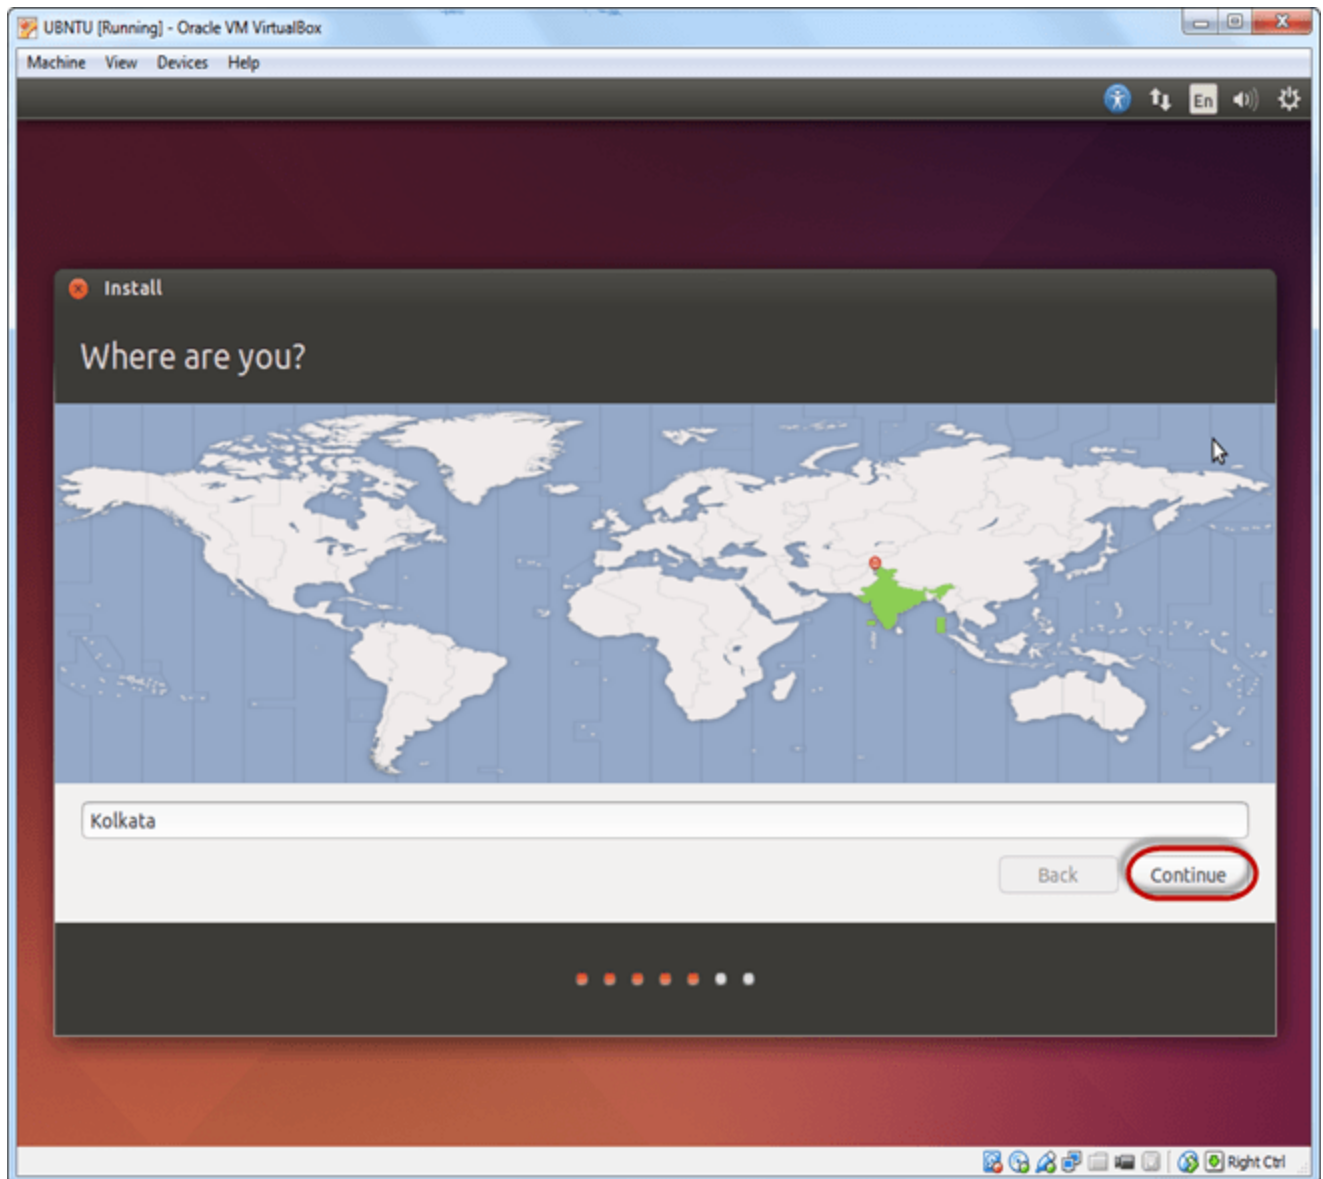 UBNTU [Running] - Oracle VM VirtualBox
Machine View Devices Help
En
Install
Where are you?
Kolkata
Back Continue
Right Ctrl